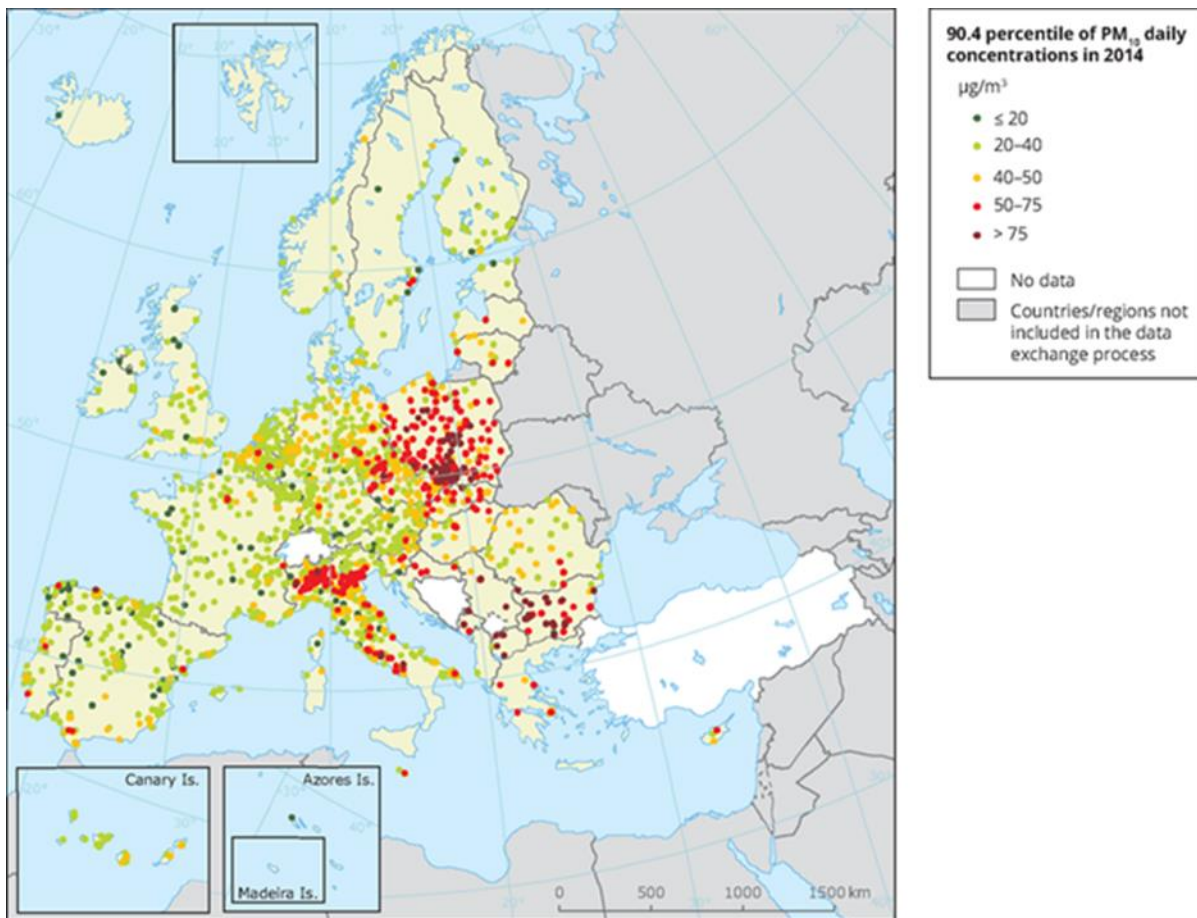 90.4 percentile of PM₁₀ daily
concentrations in 2014
µg/m³
≤ 20
20–40
40–50
50–75
> 75
No data
Countries/regions not
included in the data
exchange process
Canary Is.
Azores Is.
Madeira Is.
0 500 1000 1500 km